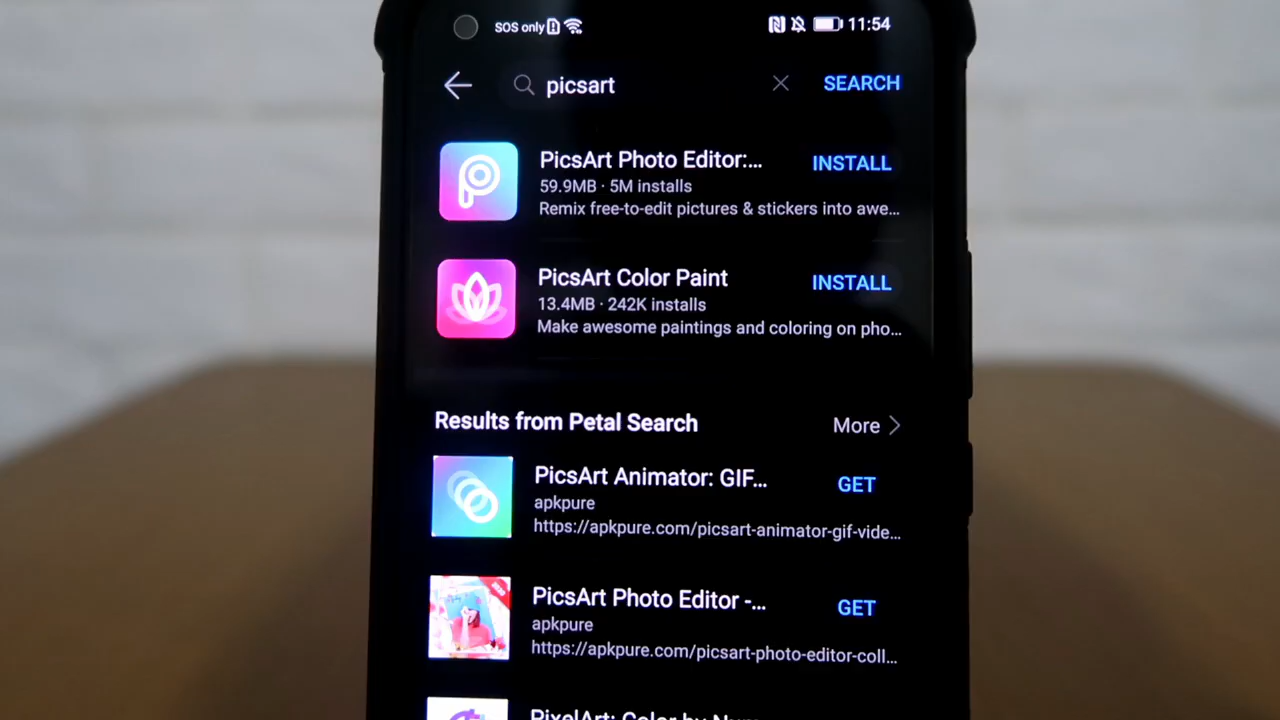 SOS only 11:54
picsart SEARCH
PicsArt Photo Editor:... INSTALL
59.9MB · 5M installs
Remix free-to-edit pictures & stickers into awe...
PicsArt Color Paint INSTALL
13.4MB · 242K installs
Make awesome paintings and coloring on pho...
Results from Petal Search More
PicsArt Animator: GIF... GET
apkpure
https://apkpure.com/picsart-animator-gif-vide...
PicsArt Photo Editor -... GET
apkpure
https://apkpure.com/picsart-photo-editor-coll...
PixelArt: Color by